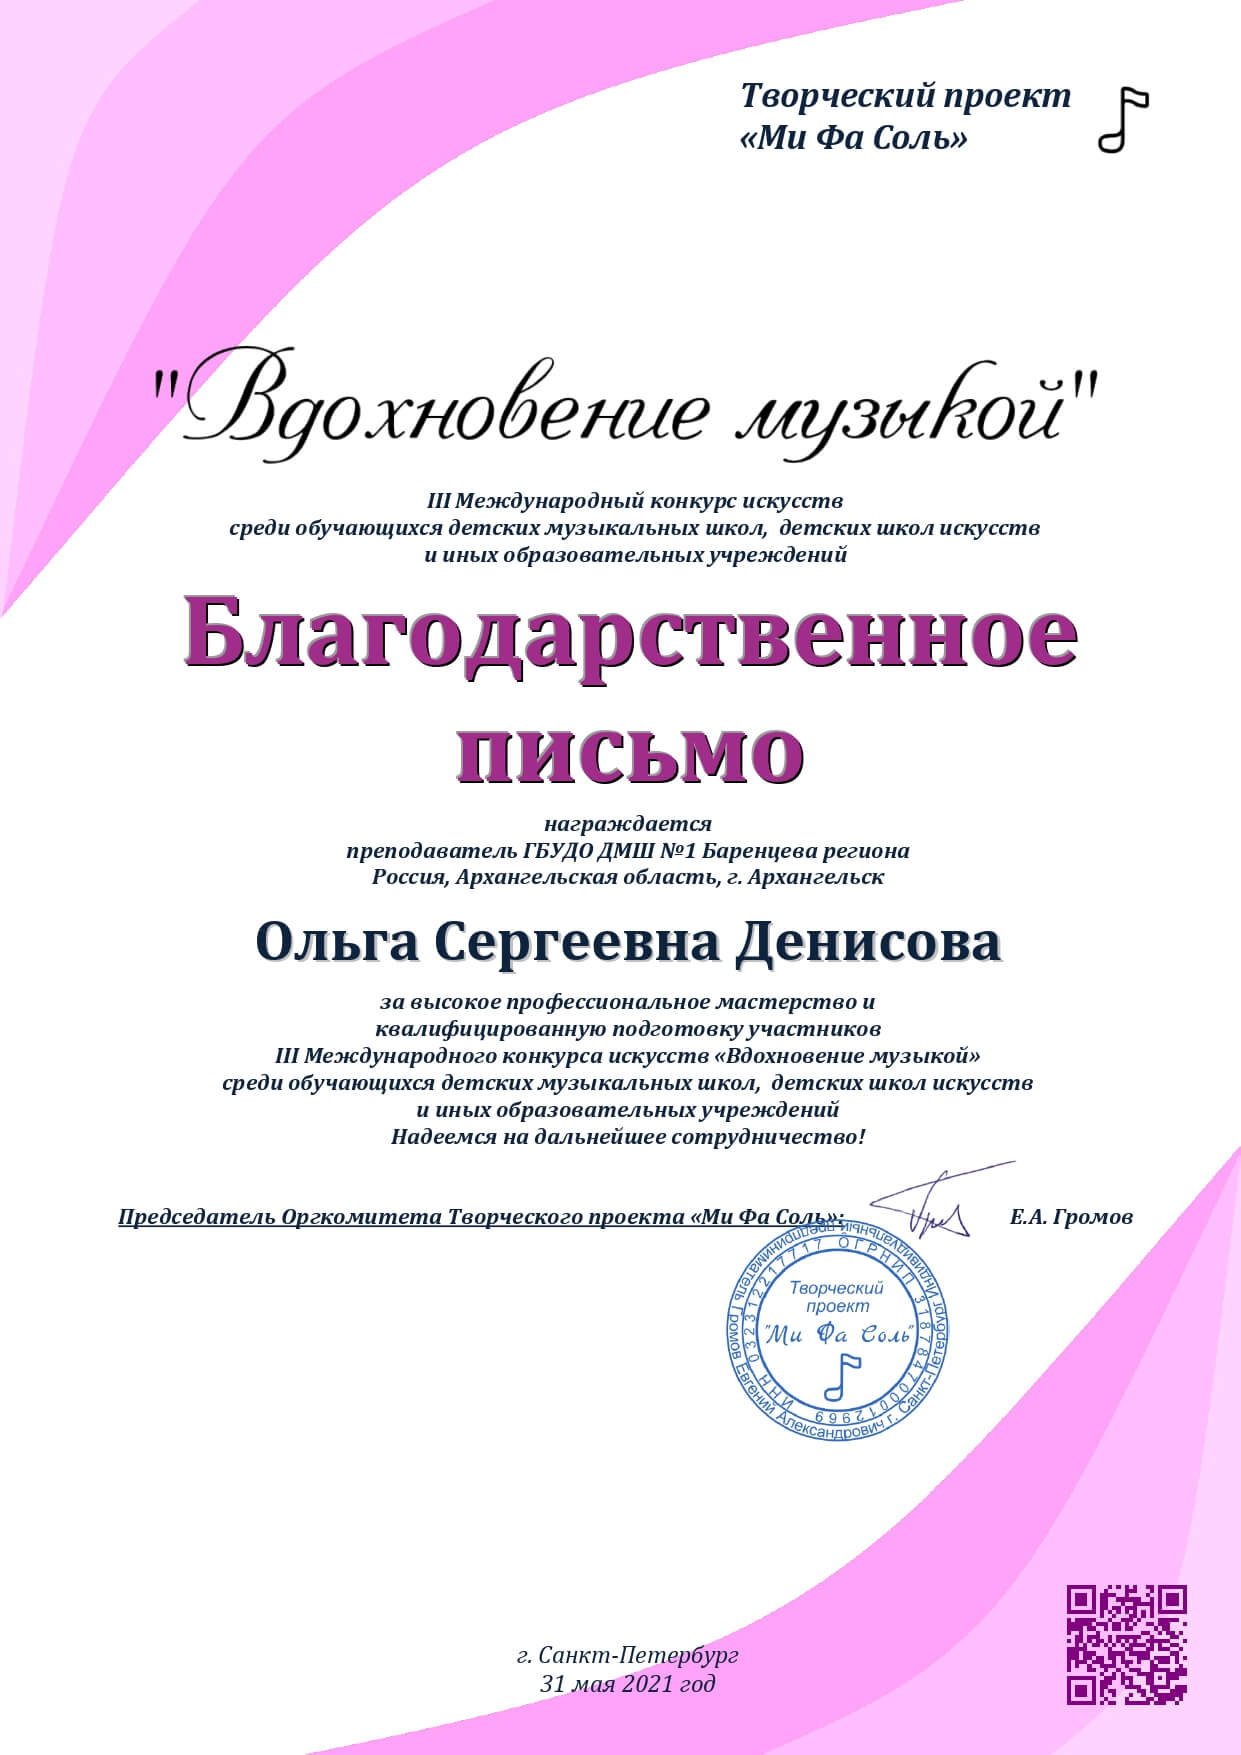 Творческий проект
«Ми Фа Соль»
"Вдохновение музыкой"
III Международный конкурс искусств
среди обучающихся детских музыкальных школ, детских школ искусств
и иных образовательных учреждений
Благодарственное
письмо
награждается
преподаватель ГБУДО ДМШ №1 Баренцева региона
Россия, Архангельская область, г. Архангельск
Ольга Сергеевна Денисова
за высокое профессиональное мастерство и
квалифицированную подготовку участников
III Международного конкурса искусств «Вдохновение музыкой»
среди обучающихся детских музыкальных школ, детских школ искусств
и иных образовательных учреждений
Надеемся на дальнейшее сотрудничество!
Председатель Оргкомитета Творческого проекта «Ми Фа Соль»: Е.А. Громов
Индивидуальный предприниматель Громов Евгений Александрович г. Санкт-Петербург
ИНН 032312217717 ОГРНИП 318784700012969
Творческий
проект
"Ми Фа Соль"
г. Санкт-Петербург
31 мая 2021 год